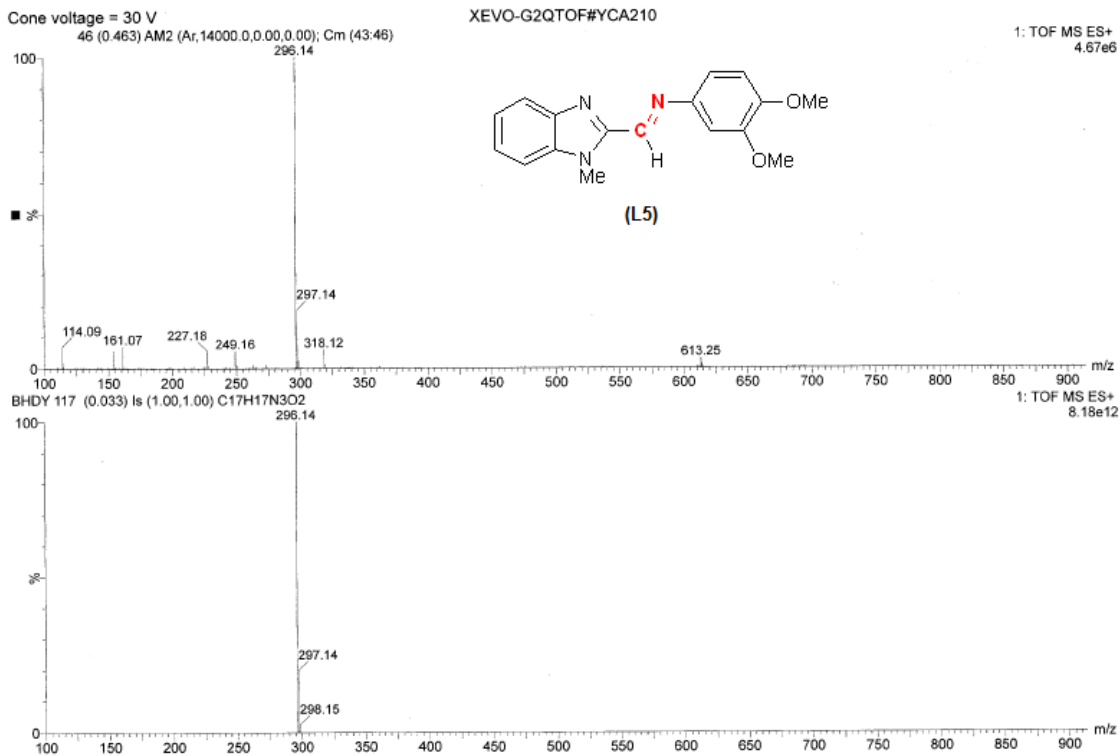 Cone voltage = 30 V
XEVO-G2QTOF#YCA210
46 (0.463) AM2 (Ar,14000.0,0.00,0.00); Cm (43:46)
1: TOF MS ES+
4.67e6
100
296.14
N
N
OMe
C
OMe
N
H
Me
(L5)
%
297.14
114.09
161.07
227.18
249.16
318.12
613.25
0
m/z
100 150 200 250 300 350 400 450 500 550 600 650 700 750 800 850 900
BHDY 117 (0.033) Is (1.00,1.00) C17H17N3O2
1: TOF MS ES+
8.18e12
100
296.14
%
297.14
298.15
0
m/z
100 150 200 250 300 350 400 450 500 550 600 650 700 750 800 850 900